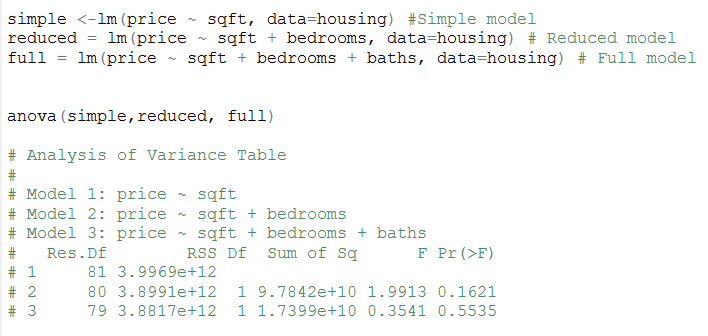 simple <-lm(price ~ sqft, data=housing) #Simple model
reduced = lm(price ~ sqft + bedrooms, data=housing) # Reduced model
full = lm(price ~ sqft + bedrooms + baths, data=housing) # Full model
anova(simple,reduced, full)
# Analysis of Variance Table
#
# Model 1: price ~ sqft
# Model 2: price ~ sqft + bedrooms
# Model 3: price ~ sqft + bedrooms + baths
#   Res.Df        RSS Df  Sum of Sq      F Pr(>F)
# 1     81 3.9969e+12
# 2     80 3.8991e+12  1 9.7842e+10 1.9913 0.1621
# 3     79 3.8817e+12  1 1.7399e+10 0.3541 0.5535